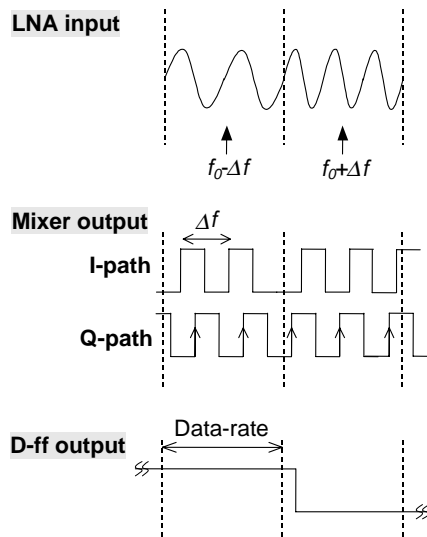 LNA input
f0-Δf
f0+Δf
Mixer output
Δf
I-path
Q-path
Data-rate
D-ff output